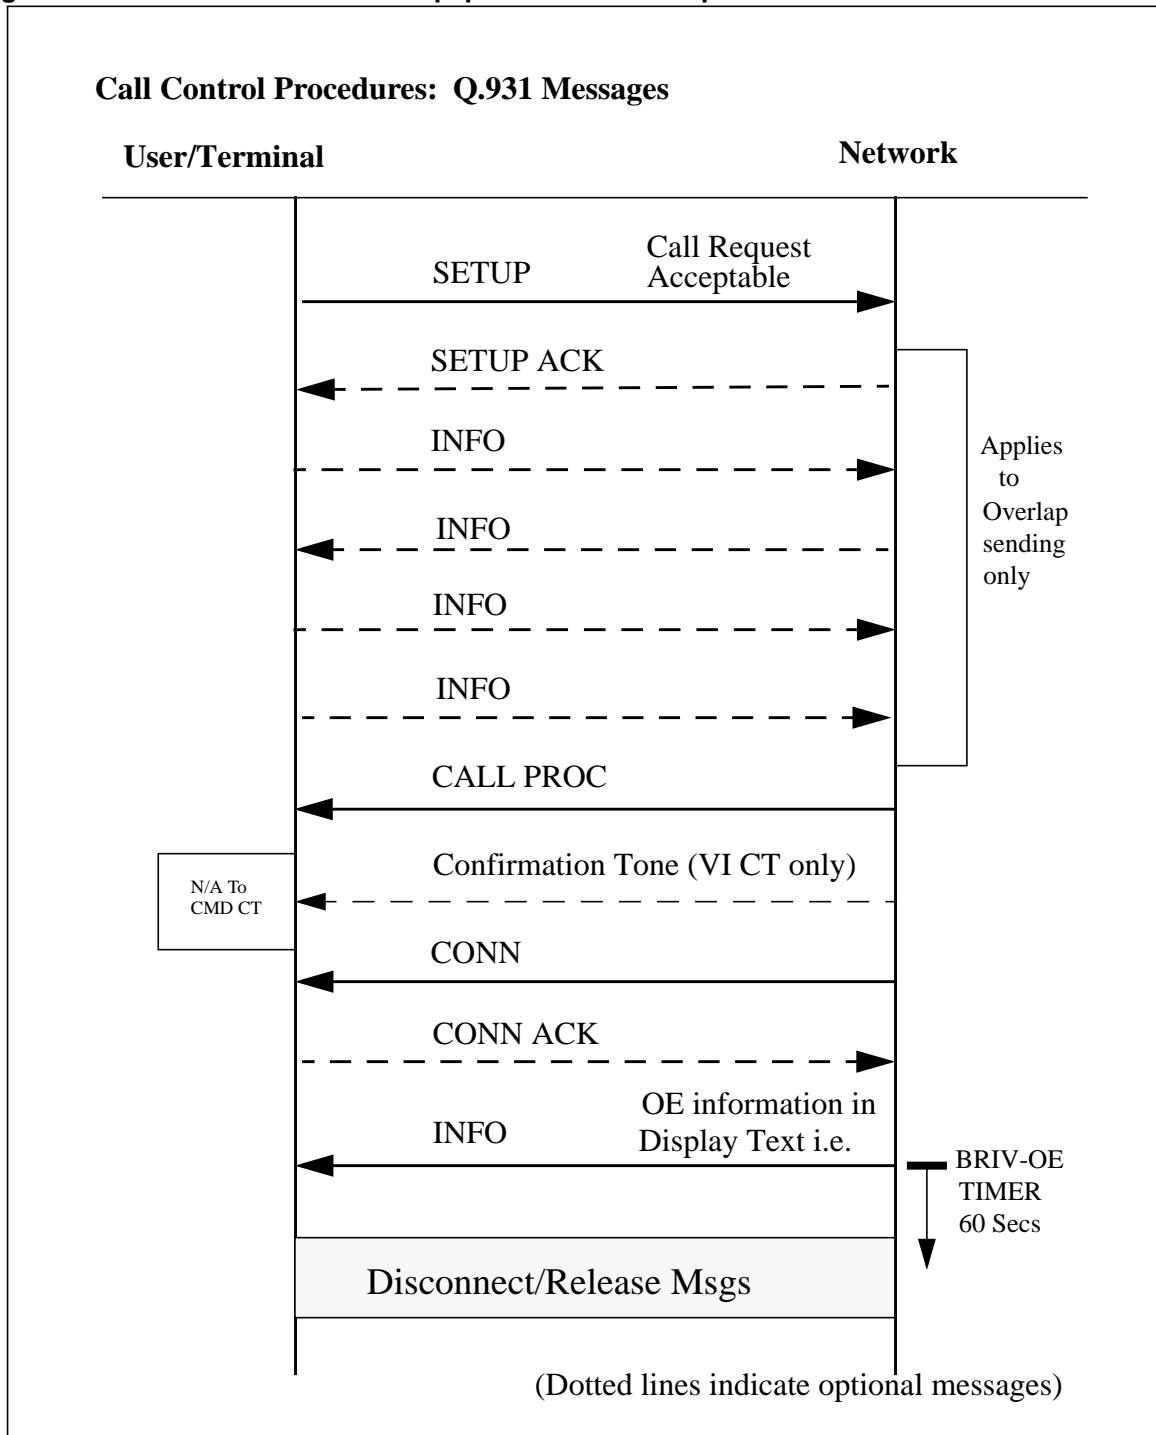 Call Control Procedures: Q.931 Messages
User/Terminal
Network
Call Request
Acceptable
SETUP
SETUP ACK
INFO
INFO
INFO
INFO
Applies
to
Overlap
sending
only
CALL PROC
Confirmation Tone (VI CT only)
N/A To
CMD CT
CONN
CONN ACK
OE information in
Display Text i.e.
INFO
BRIV-OE
TIMER
60 Secs
Disconnect/Release Msgs
(Dotted lines indicate optional messages)